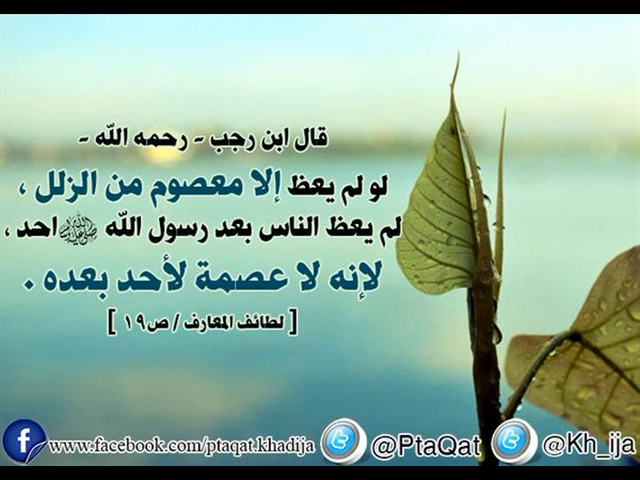 قال ابن رجب - رحمه الله -
لو لم يعظ إلا معصوم من الزلل ،
لم يعظ الناس بعد رسول الله ﷺ احد ،
لإنه لا عصمة لأحد بعده .
[ لطائف المعارف / ص١٩ ]
www.facebook.com/ptaqat.khadija @PtaQat @Kh_ija